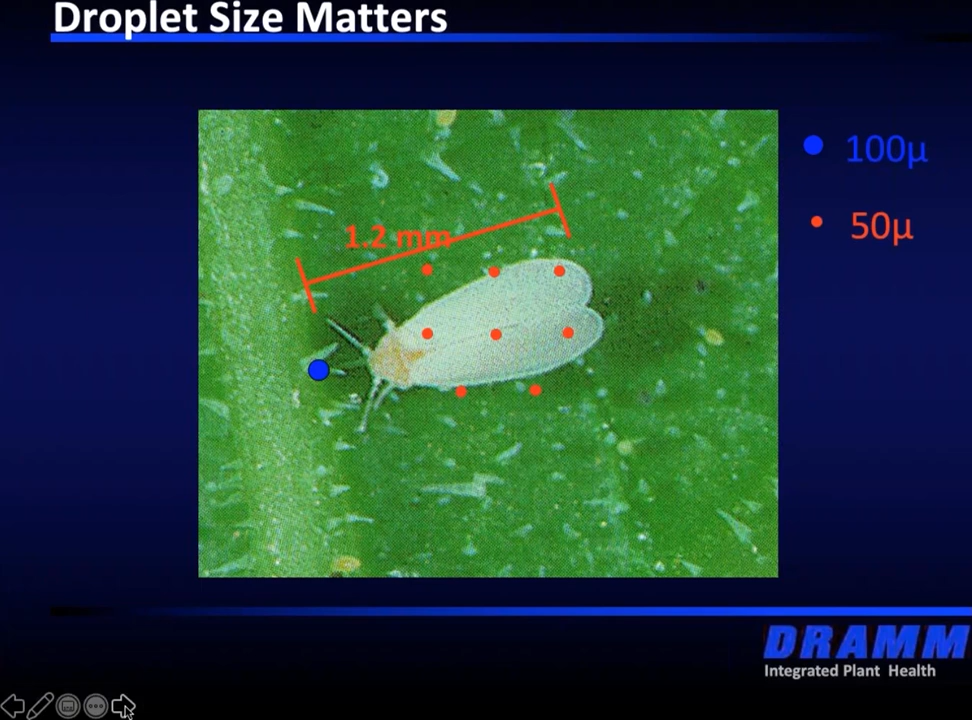 Droplet Size Matters
100µ
50µ
1.2 mm
DRAMM
Integrated Plant Health